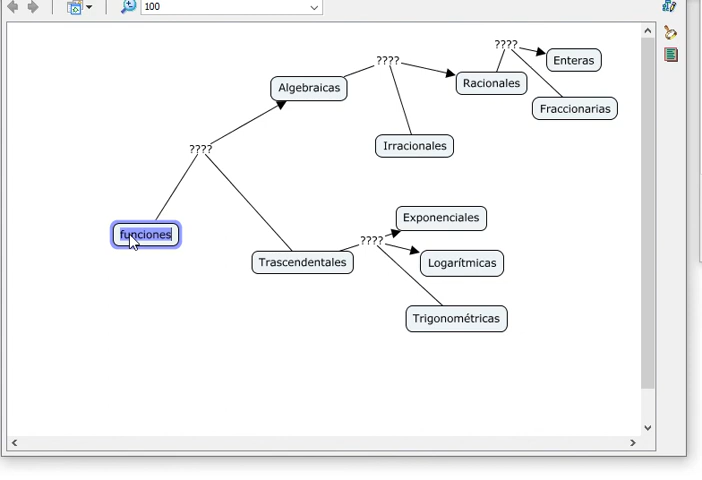 100
????
Enteras
????
Algebraicas
Racionales
Fraccionarias
Irracionales
????
funciones
Exponenciales
????
Trascendentales
Logarítmicas
Trigonométricas